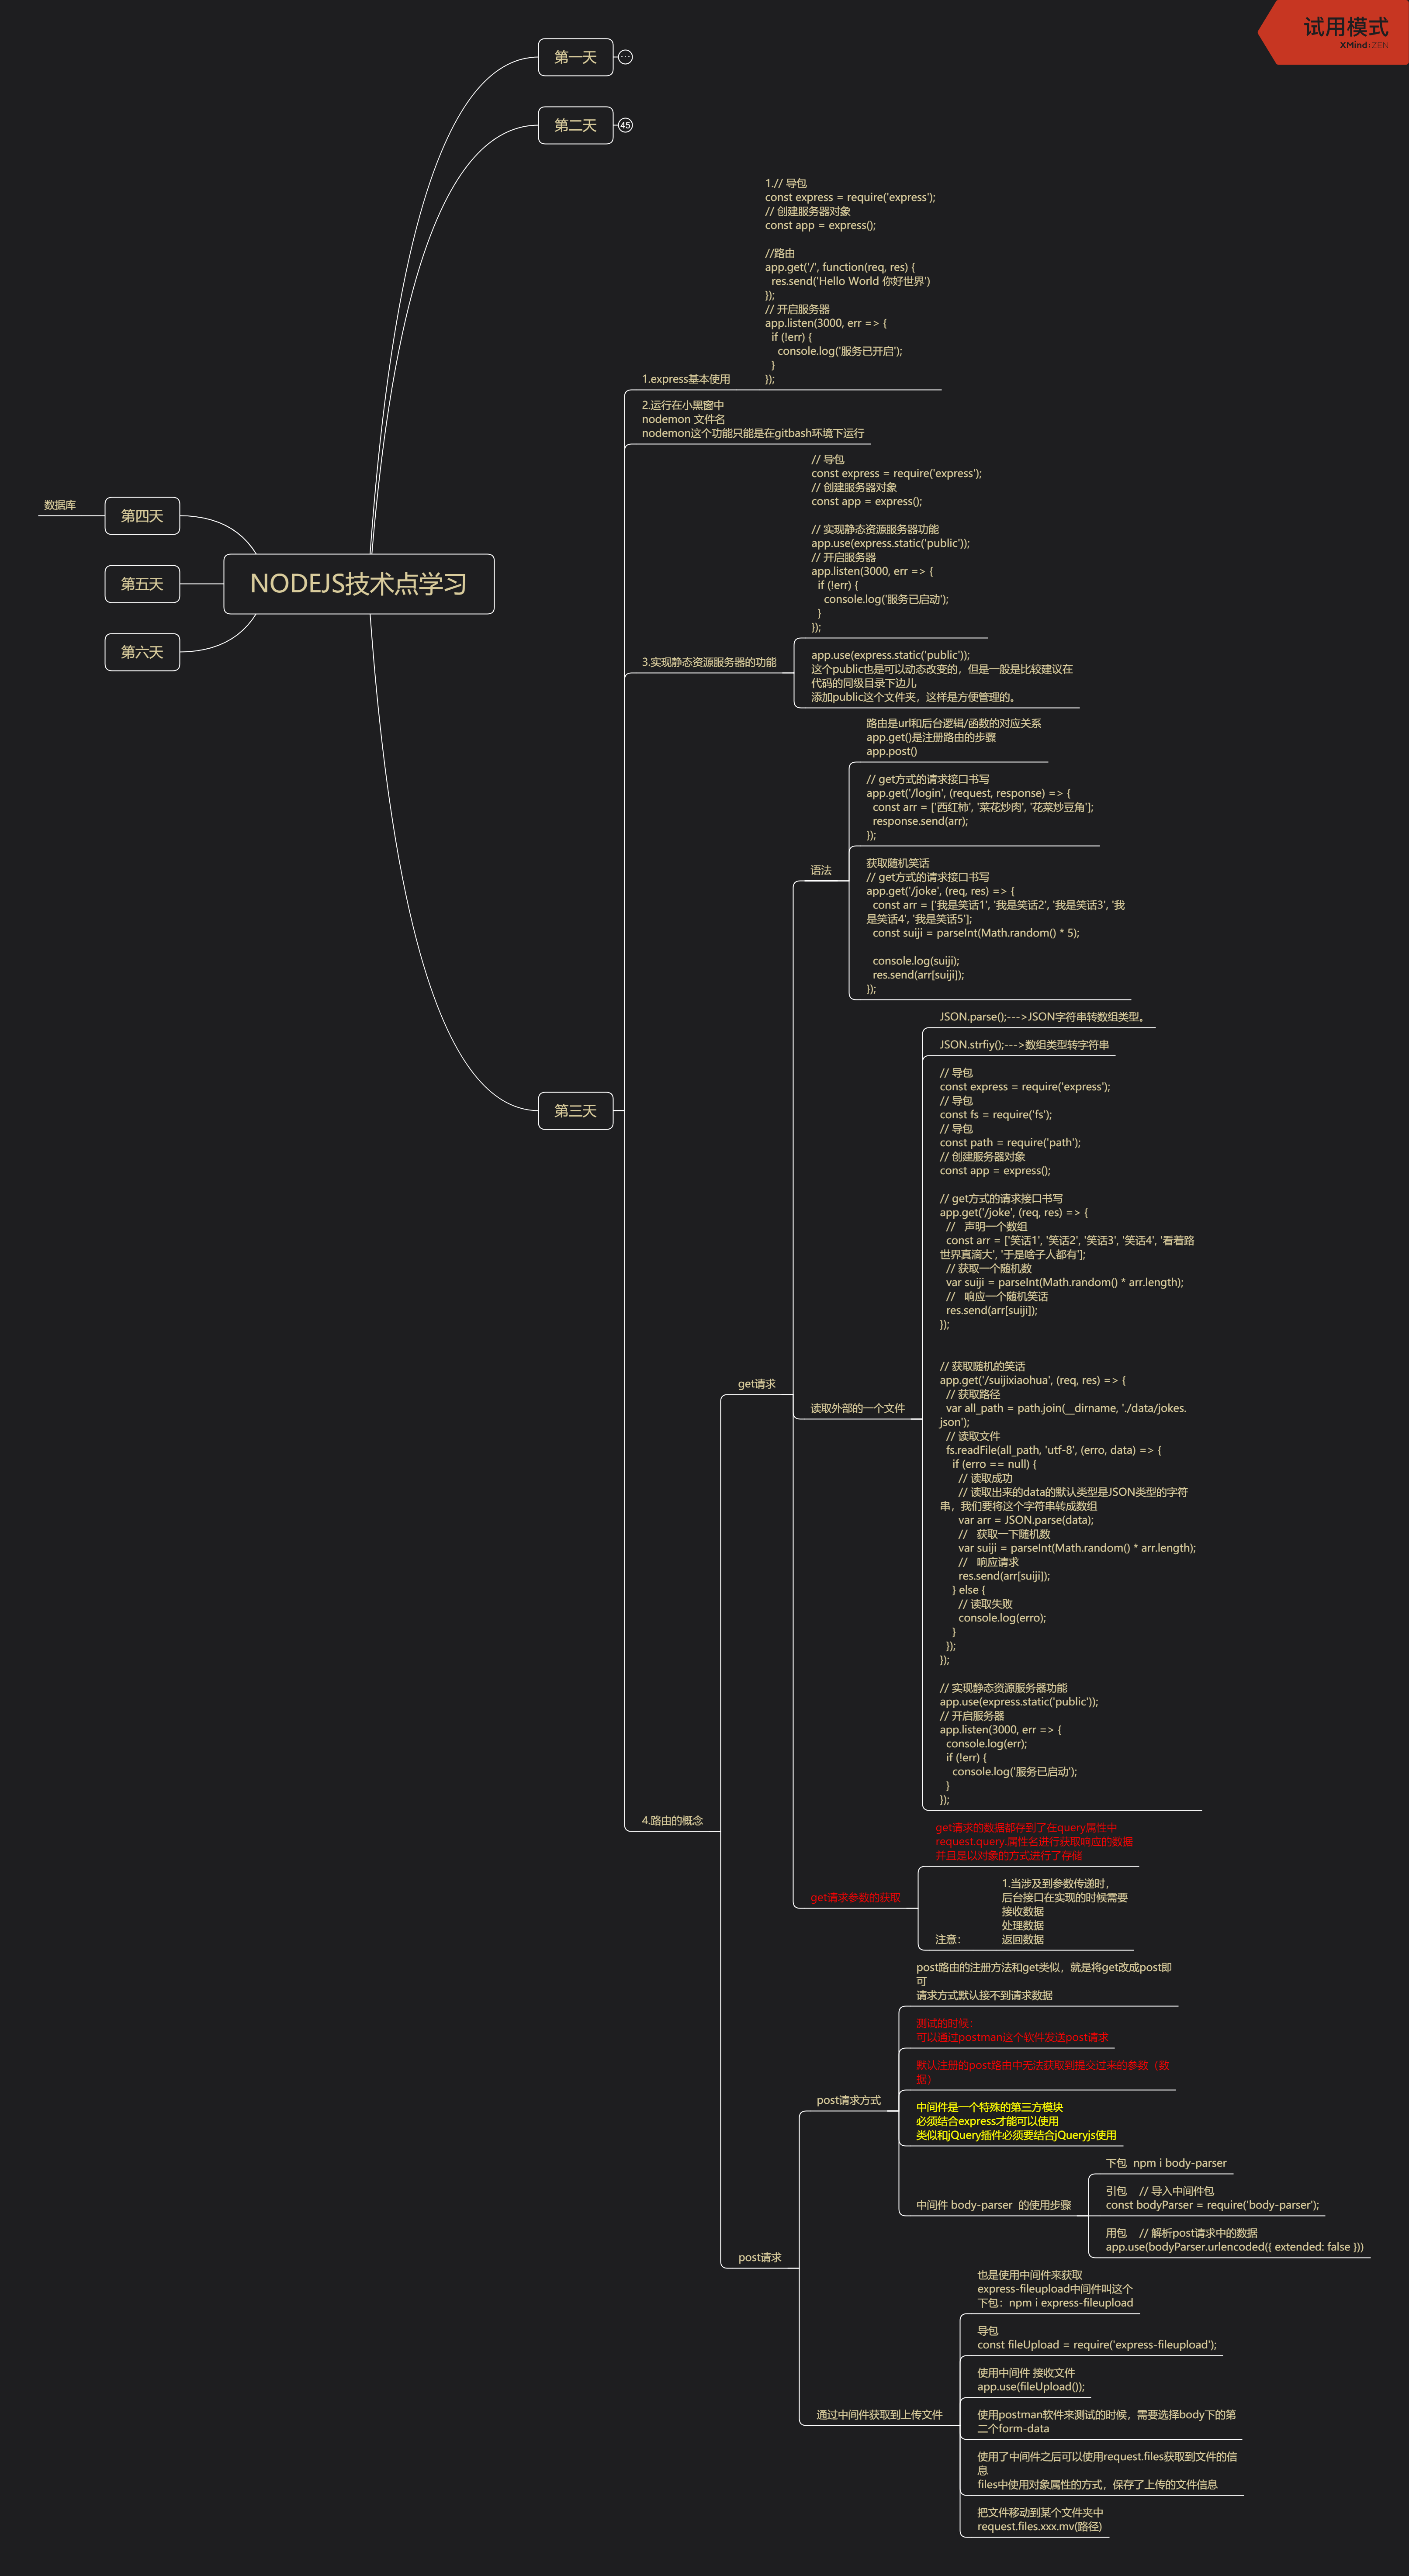 试用模式
XMind:ZEN
第一天
第二天
45
1.// 导包
const express = require('express');
// 创建服务器对象
const app = express();
//路由
app.get('/', function(req, res) {
res.send('Hello World 你好世界')
});
// 开启服务器
app.listen(3000, err => {
if (!err) {
console.log('服务已开启');
}
});
1.express基本使用
2.运行在小黑窗中
nodemon 文件名
nodemon这个功能只能是在gitbash环境下运行
// 导包
const express = require('express');
// 创建服务器对象
const app = express();
// 实现静态资源服务器功能
app.use(express.static('public'));
// 开启服务器
app.listen(3000, err => {
if (!err) {
console.log('服务已启动');
}
});
3.实现静态资源服务器的功能
app.use(express.static('public'));
这个public也是可以动态改变的，但是一般是比较建议在
代码的同级目录下边儿
添加public这个文件夹，这样是方便管理的。
数据库
第四天
第五天
第六天
NODEJS技术点学习
第三天
路由是url和后台逻辑/函数的对应关系
app.get()是注册路由的步骤
app.post()
// get方式的请求接口书写
app.get('/login', (request, response) => {
const arr = ['西红柿', '菜花炒肉', '花菜炒豆角'];
response.send(arr);
});
语法
获取随机笑话
// get方式的请求接口书写
app.get('/joke', (req, res) => {
const arr = ['我是笑话1', '我是笑话2', '我是笑话3', '我
是笑话4', '我是笑话5'];
const suiji = parseInt(Math.random() * 5);
console.log(suiji);
res.send(arr[suiji]);
});
JSON.parse();--->JSON字符串转数组类型。
JSON.strfiy();--->数组类型转字符串
// 导包
const express = require('express');
// 导包
const fs = require('fs');
// 导包
const path = require('path');
// 创建服务器对象
const app = express();
// get方式的请求接口书写
app.get('/joke', (req, res) => {
// 声明一个数组
const arr = ['笑话1', '笑话2', '笑话3', '笑话4', '看着路
世界真滴大', '于是啥子人都有'];
// 获取一个随机数
var suiji = parseInt(Math.random() * arr.length);
// 响应一个随机笑话
res.send(arr[suiji]);
});
// 获取随机的笑话
app.get('/suijixiaohua', (req, res) => {
// 获取路径
var all_path = path.join(__dirname, './data/jokes.
json');
// 读取文件
fs.readFile(all_path, 'utf-8', (erro, data) => {
if (erro == null) {
// 读取成功
// 读取出来的data的默认类型是JSON类型的字符
串，我们要将这个字符串转成数组
var arr = JSON.parse(data);
// 获取一下随机数
var suiji = parseInt(Math.random() * arr.length);
// 响应请求
res.send(arr[suiji]);
} else {
// 读取失败
console.log(erro);
}
});
});
// 实现静态资源服务器功能
app.use(express.static('public'));
// 开启服务器
app.listen(3000, err => {
console.log(err);
if (!err) {
console.log('服务已启动');
}
});
get请求
读取外部的一个文件
4.路由的概念
get请求的数据都存到了在query属性中
request.query.属性名进行获取响应的数据
并且是以对象的方式进行了存储
get请求参数的获取
1.当涉及到参数传递时，
后台接口在实现的时候需要
接收数据
处理数据
返回数据
注意：
post路由的注册方法和get类似，就是将get改成post即
可
请求方式默认接不到请求数据
测试的时候：
可以通过postman这个软件发送post请求
默认注册的post路由中无法获取到提交过来的参数（数
据）
post请求方式
中间件是一个特殊的第三方模块
必须结合express才能可以使用
类似和jQuery插件必须要结合jQueryjs使用
下包 npm i body-parser
中间件 body-parser 的使用步骤
引包 // 导入中间件包
const bodyParser = require('body-parser');
用包 // 解析post请求中的数据
app.use(bodyParser.urlencoded({ extended: false }))
post请求
也是使用中间件来获取
express-fileupload中间件叫这个
下包：npm i express-fileupload
导包
const fileUpload = require('express-fileupload');
使用中间件 接收文件
app.use(fileUpload());
通过中间件获取到上传文件
使用postman软件来测试的时候，需要选择body下的第
二个form-data
使用了中间件之后可以使用request.files获取到文件的信
息
files中使用对象属性的方式，保存了上传的文件信息
把文件移动到某个文件夹中
request.files.xxx.mv(路径)